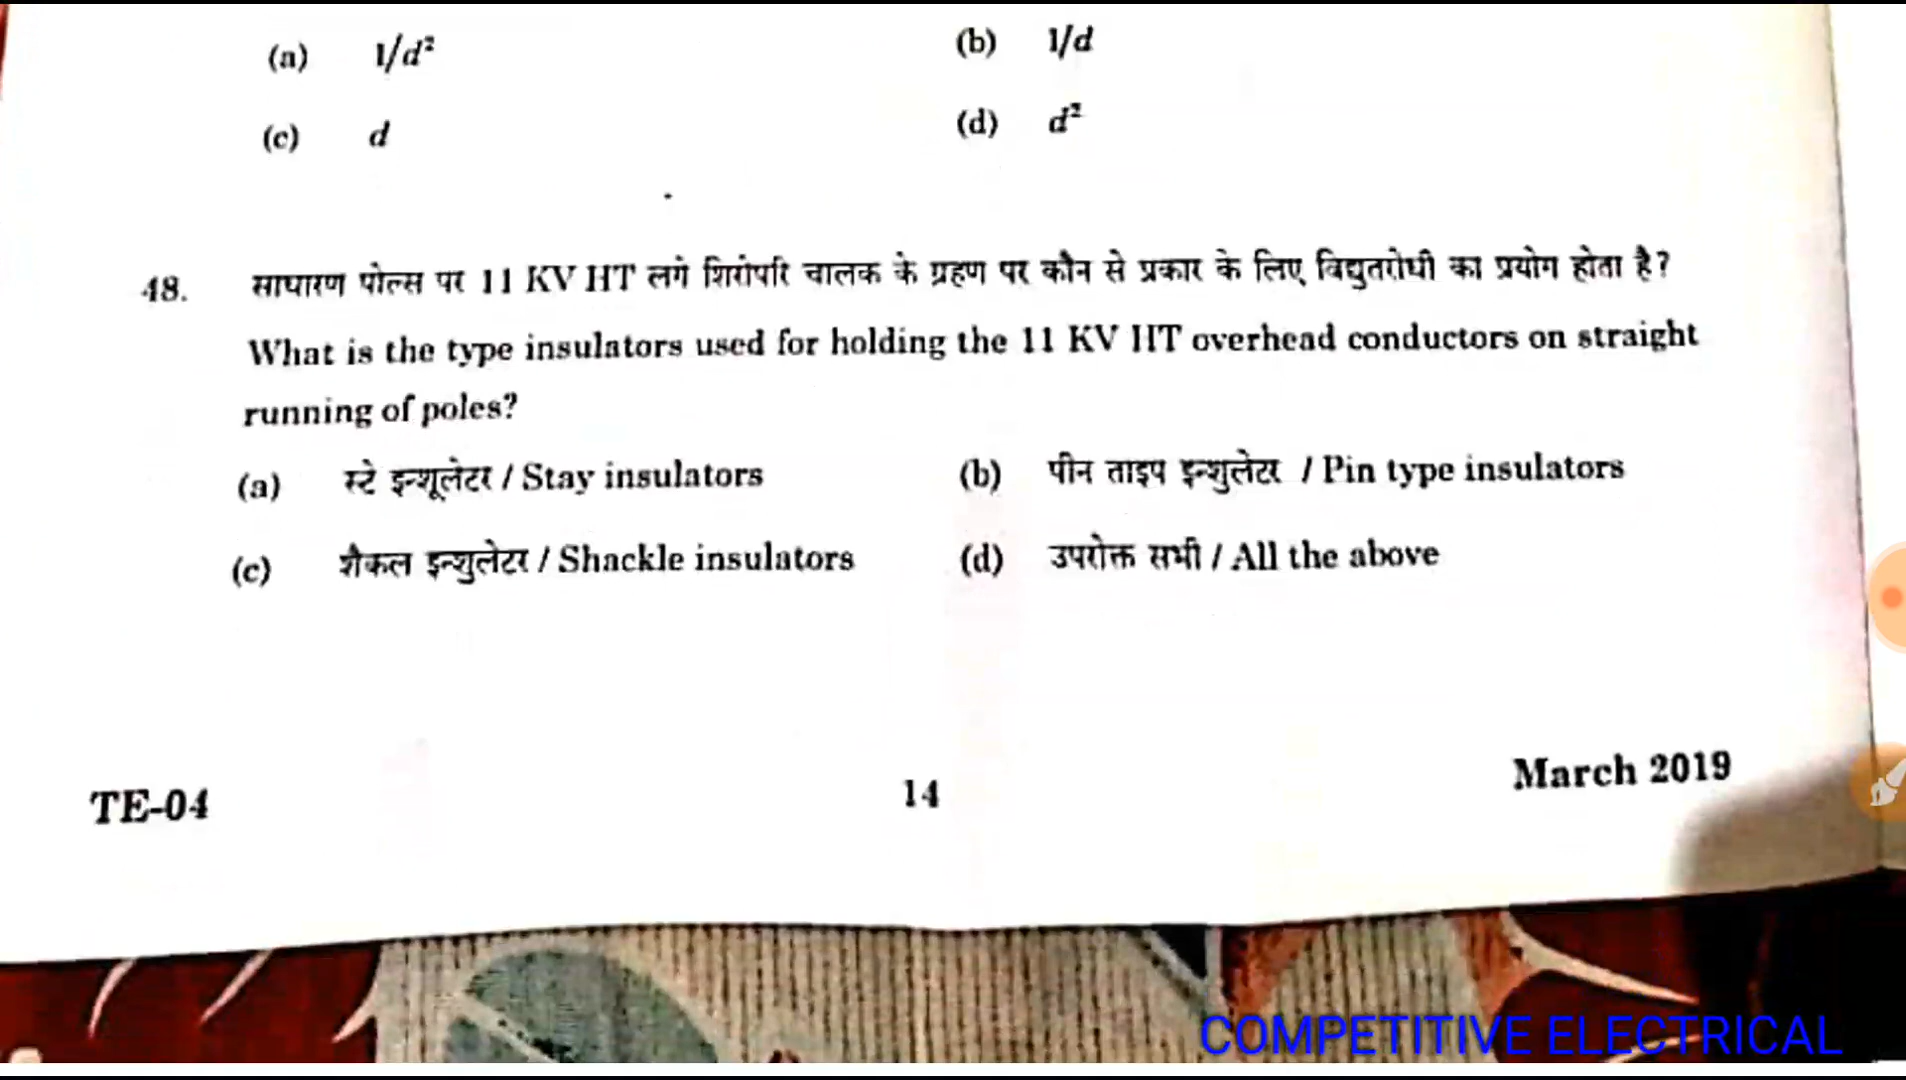 (a) 1/d² (b) 1/d
(c) d (d) d²
48. साधारण पोल्स पर 11 KV HT लगे शिरोपरि चालक के ग्रहण पर कौन से प्रकार के लिए विद्युतरोधी का प्रयोग होता है?
What is the type insulators used for holding the 11 KV HT overhead conductors on straight
running of poles?
(a) स्टे इन्शूलेटर / Stay insulators (b) पीन ताइप इन्शुलेटर / Pin type insulators
(c) शैकल इन्शुलेटर / Shackle insulators (d) उपरोक्त सभी / All the above
TE-04 14 March 2019
COMPETITIVE ELECTRICAL